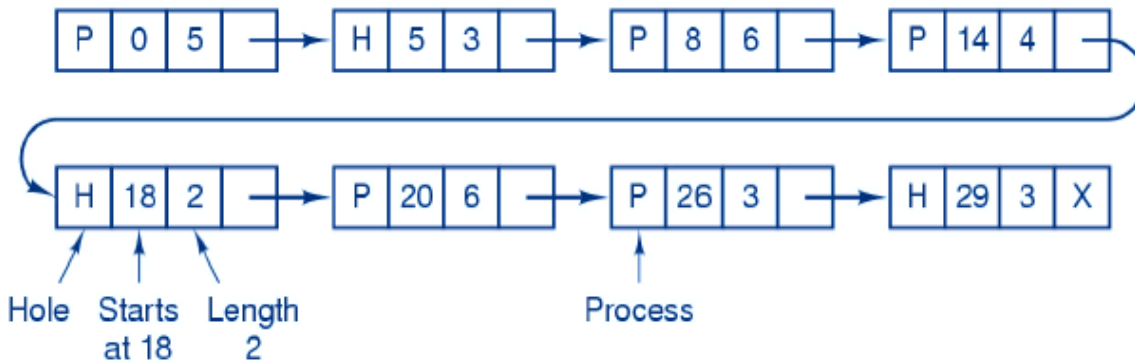 P 0 5 H 5 3 P 8 6 P 14 4
H 18 2 P 20 6 P 26 3 H 29 3 X
Hole Starts Length Process
at 18 2